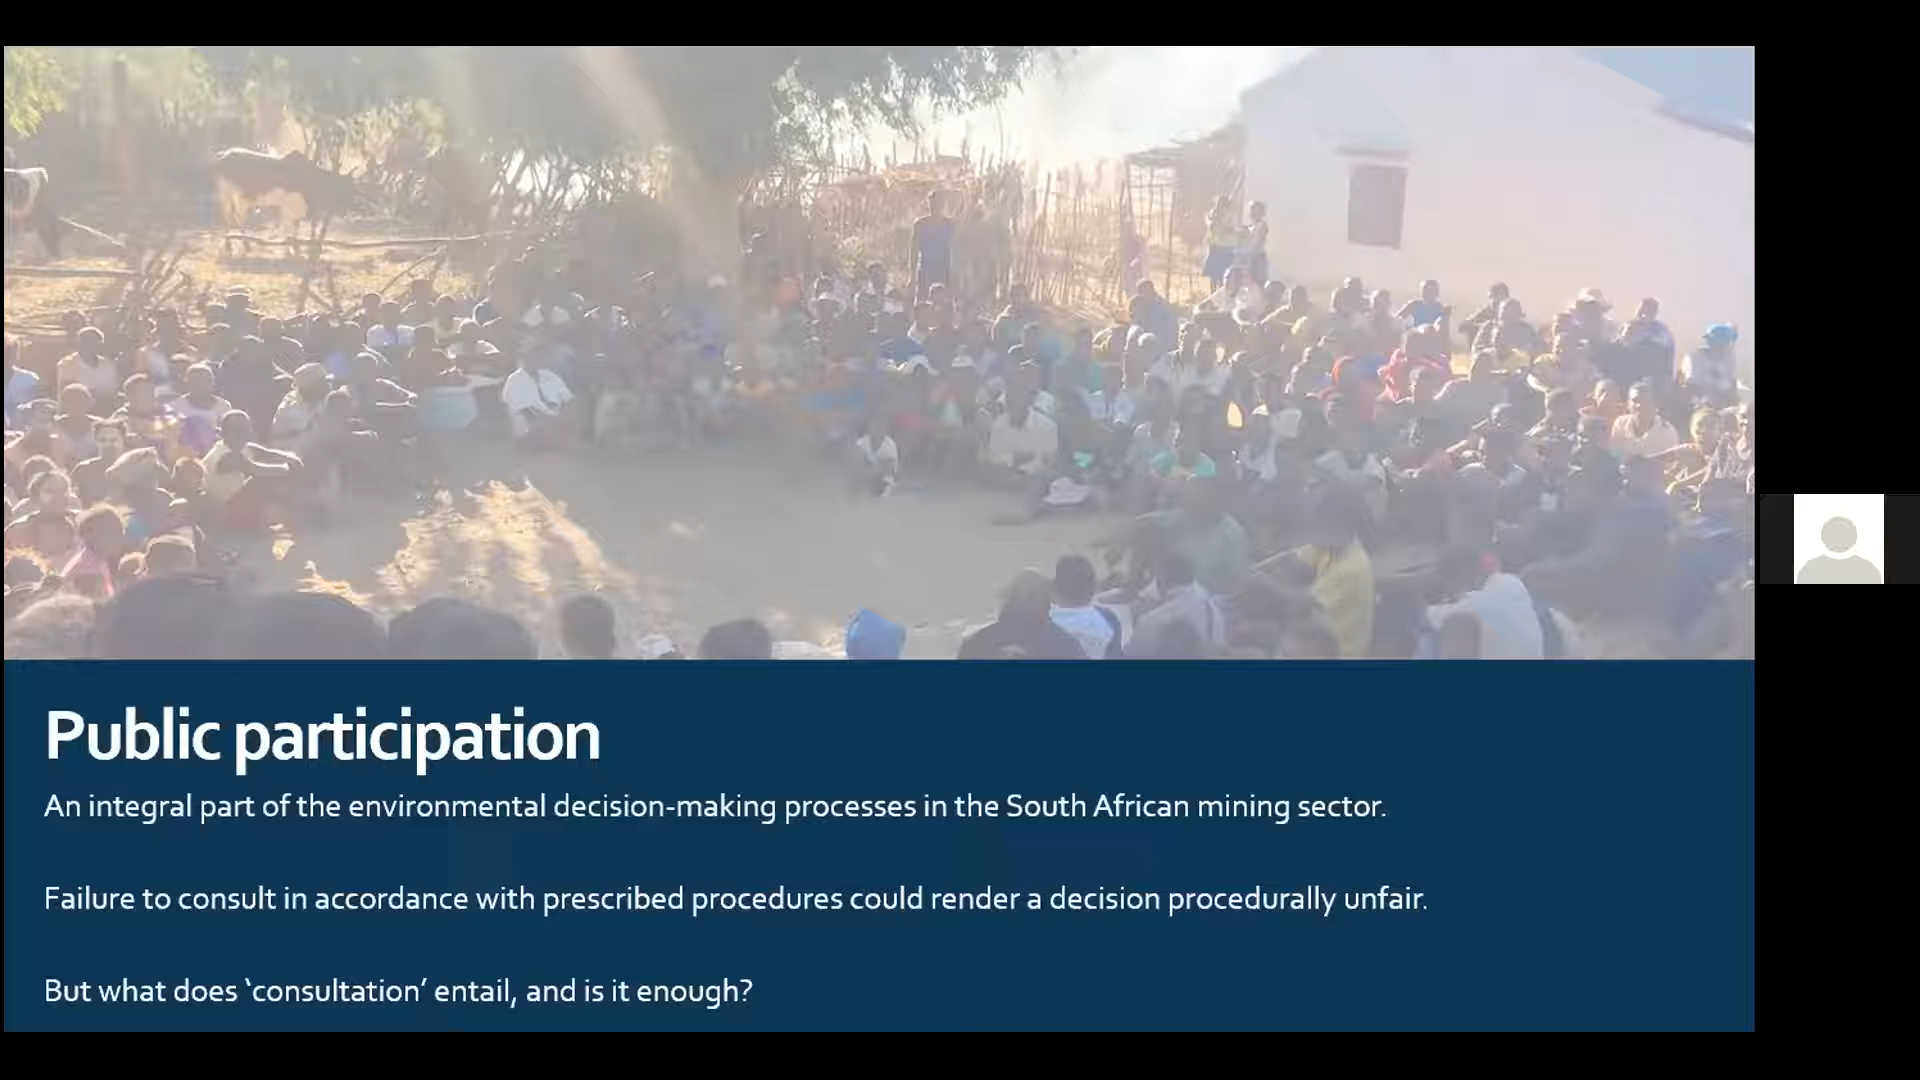 Public participation
An integral part of the environmental decision-making processes in the South African mining sector.
Failure to consult in accordance with prescribed procedures could render a decision procedurally unfair.
But what does ‘consultation’ entail, and is it enough?